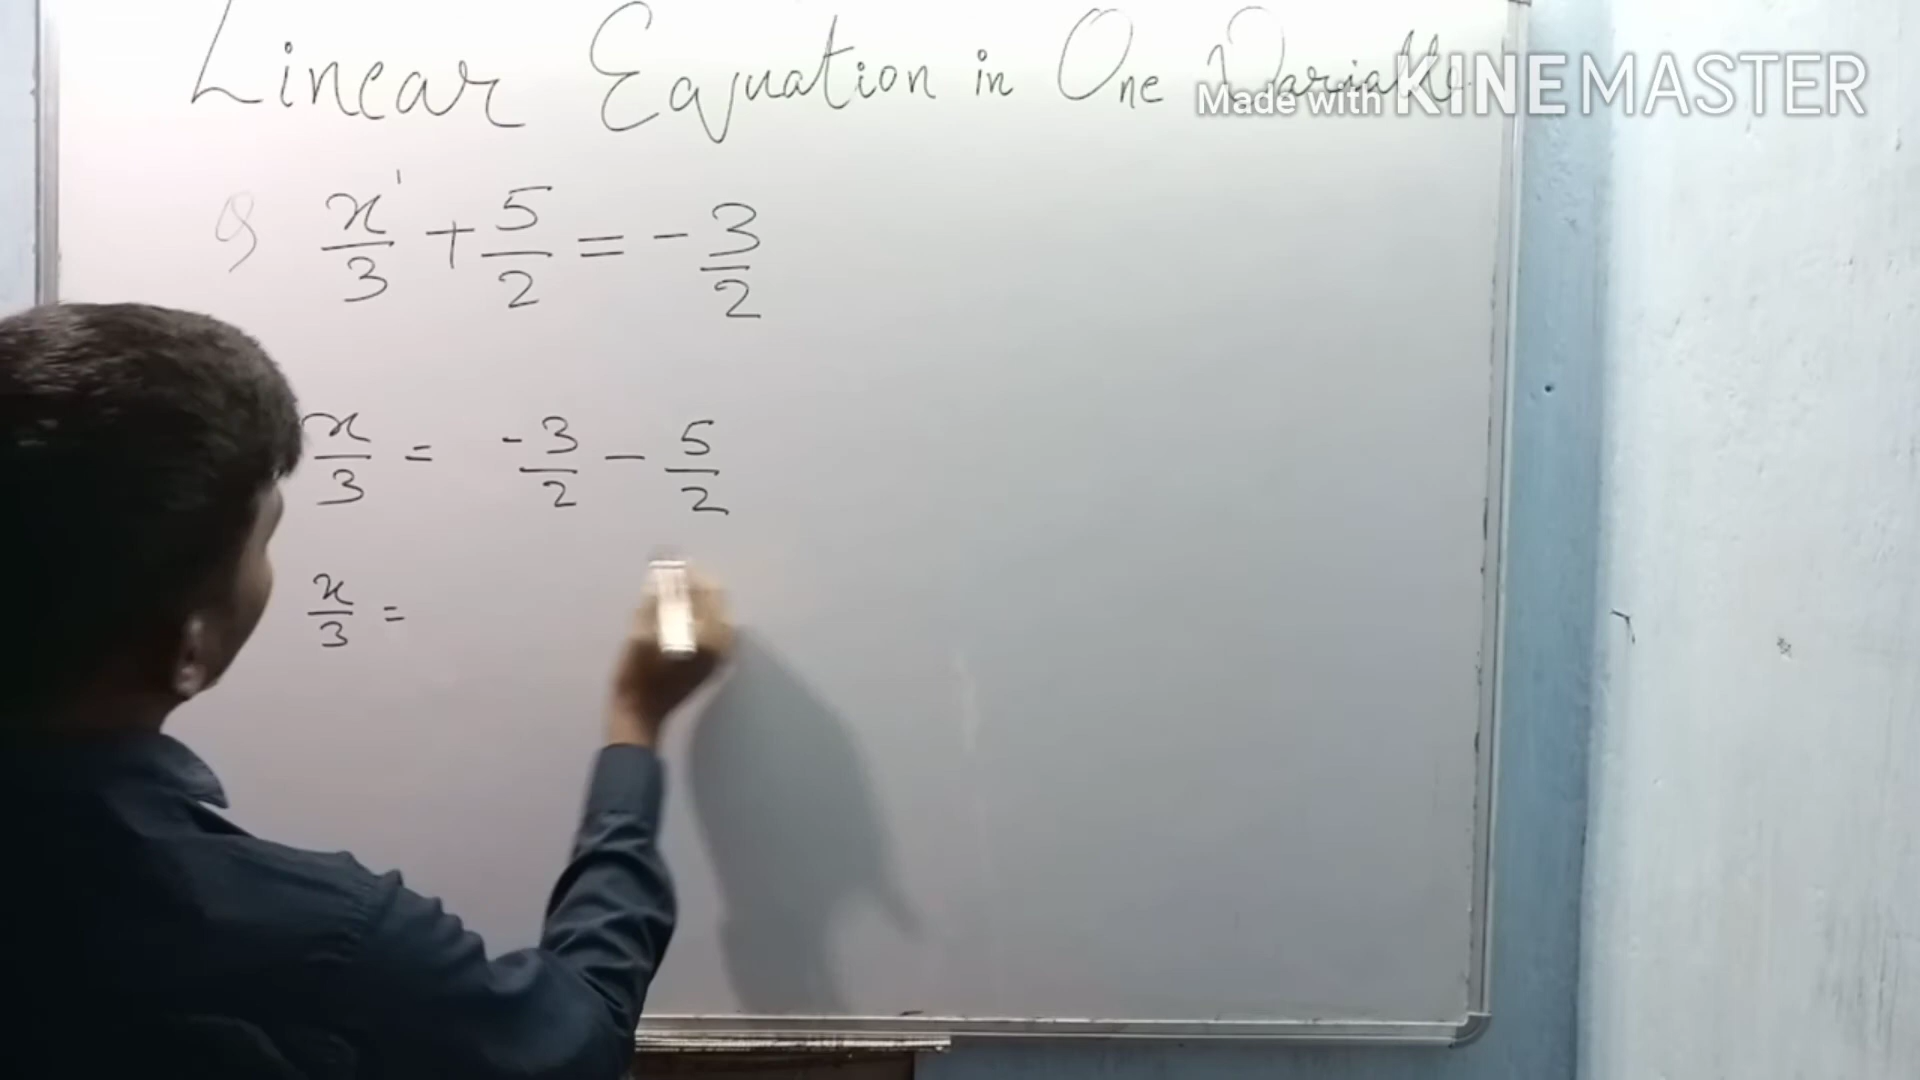 Linear Equation in One Variable
Made with KINEMASTER
Q x¹/3 + 5/2 = -3/2
x/3 = -3/2 - 5/2
x/3 =